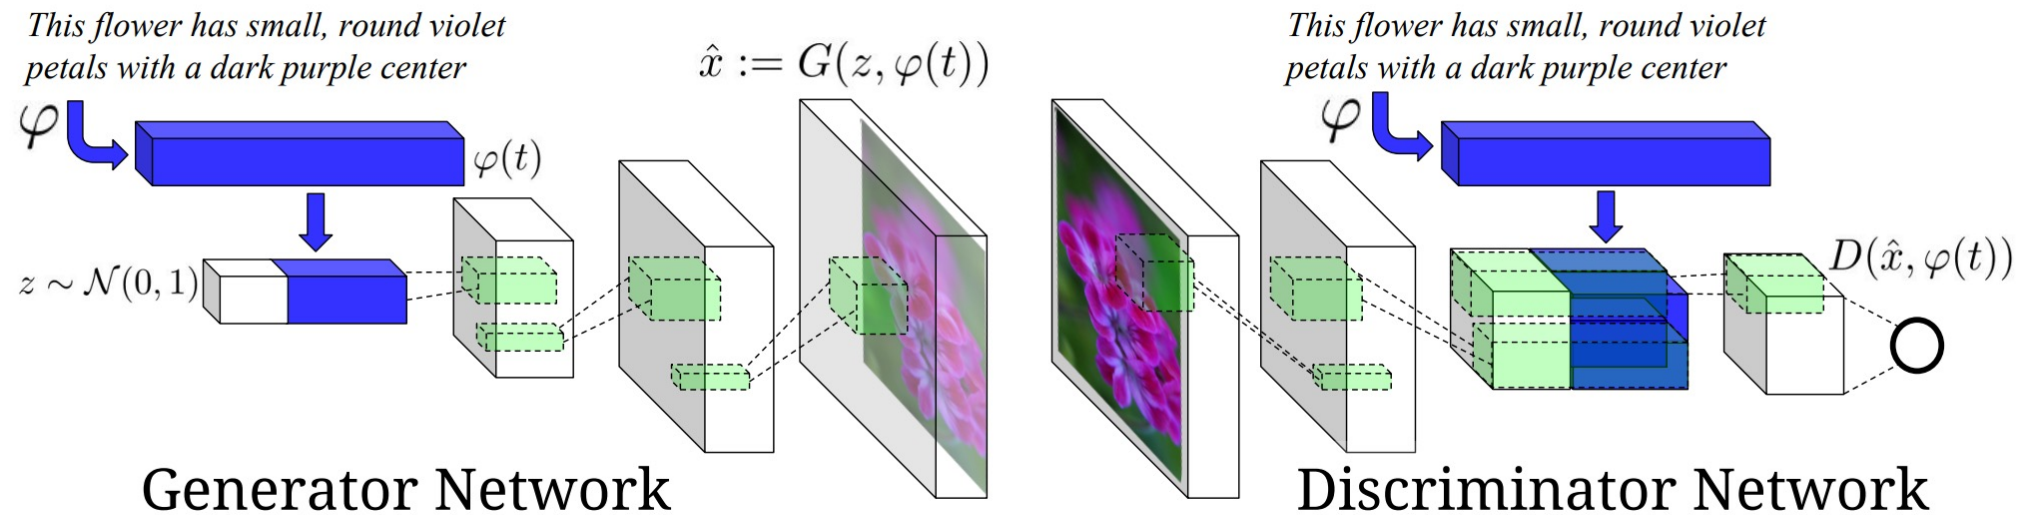 This flower has small, round violet
petals with a dark purple center
φ
φ(t)
z ~ N(0, 1)
x̂ := G(z, φ(t))
Generator Network
This flower has small, round violet
petals with a dark purple center
φ
D(x̂, φ(t))
Discriminator Network